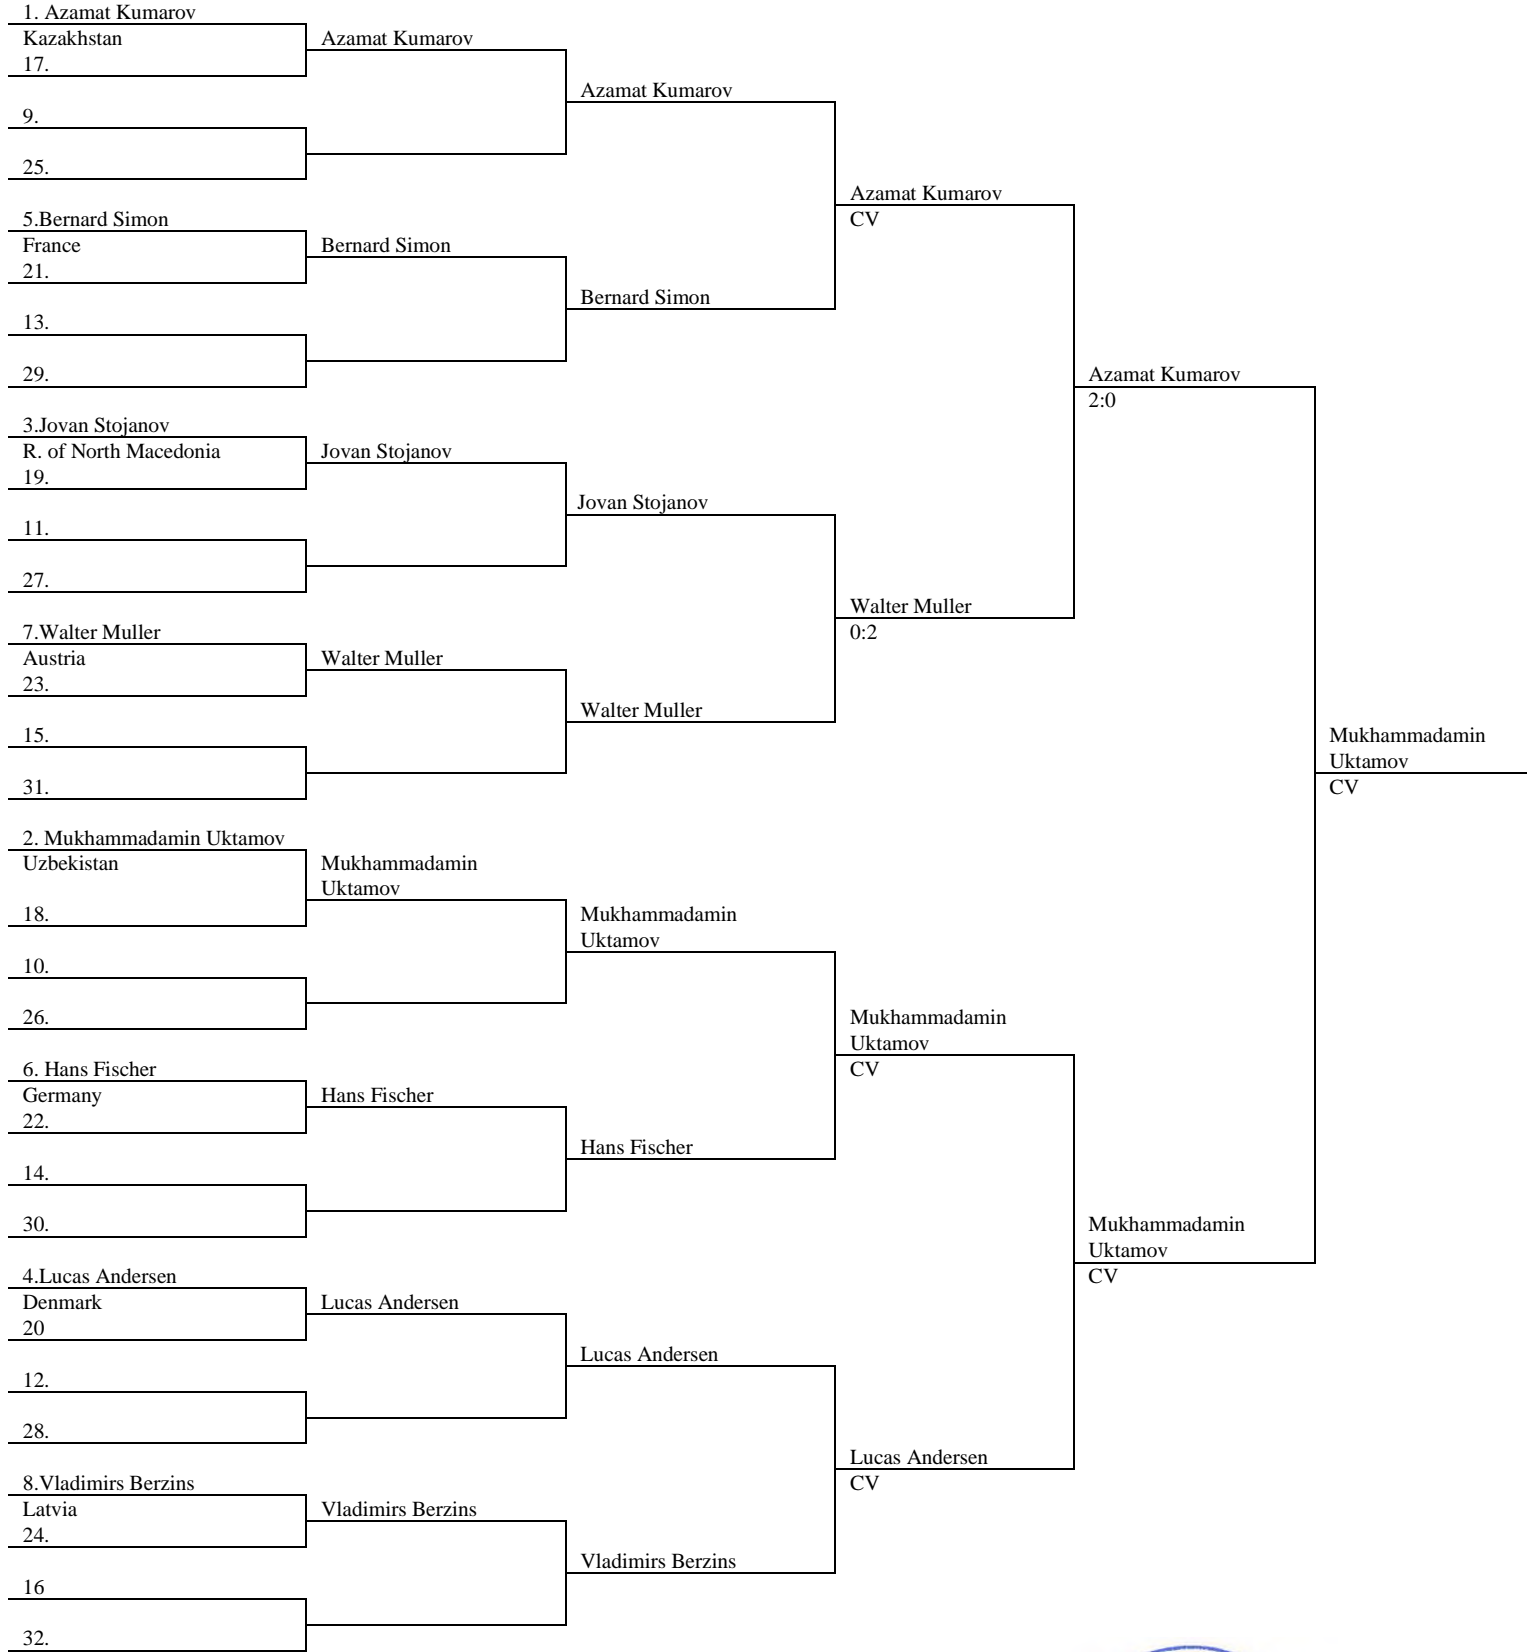 1. Azamat Kumarov
Kazakhstan
Azamat Kumarov
17.
Azamat Kumarov
9.
25.
Azamat Kumarov
CV
5.Bernard Simon
France
Bernard Simon
21.
Bernard Simon
13.
29.
Azamat Kumarov
2:0
3.Jovan Stojanov
R. of North Macedonia
Jovan Stojanov
19.
Jovan Stojanov
11.
27.
Walter Muller
0:2
7.Walter Muller
Austria
Walter Muller
23.
Walter Muller
15.
31.
Mukhammadamin
Uktamov
CV
2. Mukhammadamin Uktamov
Uzbekistan
Mukhammadamin
Uktamov
18.
Mukhammadamin
Uktamov
10.
26.
Mukhammadamin
Uktamov
CV
6. Hans Fischer
Germany
Hans Fischer
22.
Hans Fischer
14.
30.
Mukhammadamin
Uktamov
CV
4.Lucas Andersen
Denmark
Lucas Andersen
20
Lucas Andersen
12.
28.
Lucas Andersen
CV
8.Vladimirs Berzins
Latvia
Vladimirs Berzins
24.
Vladimirs Berzins
16
32.